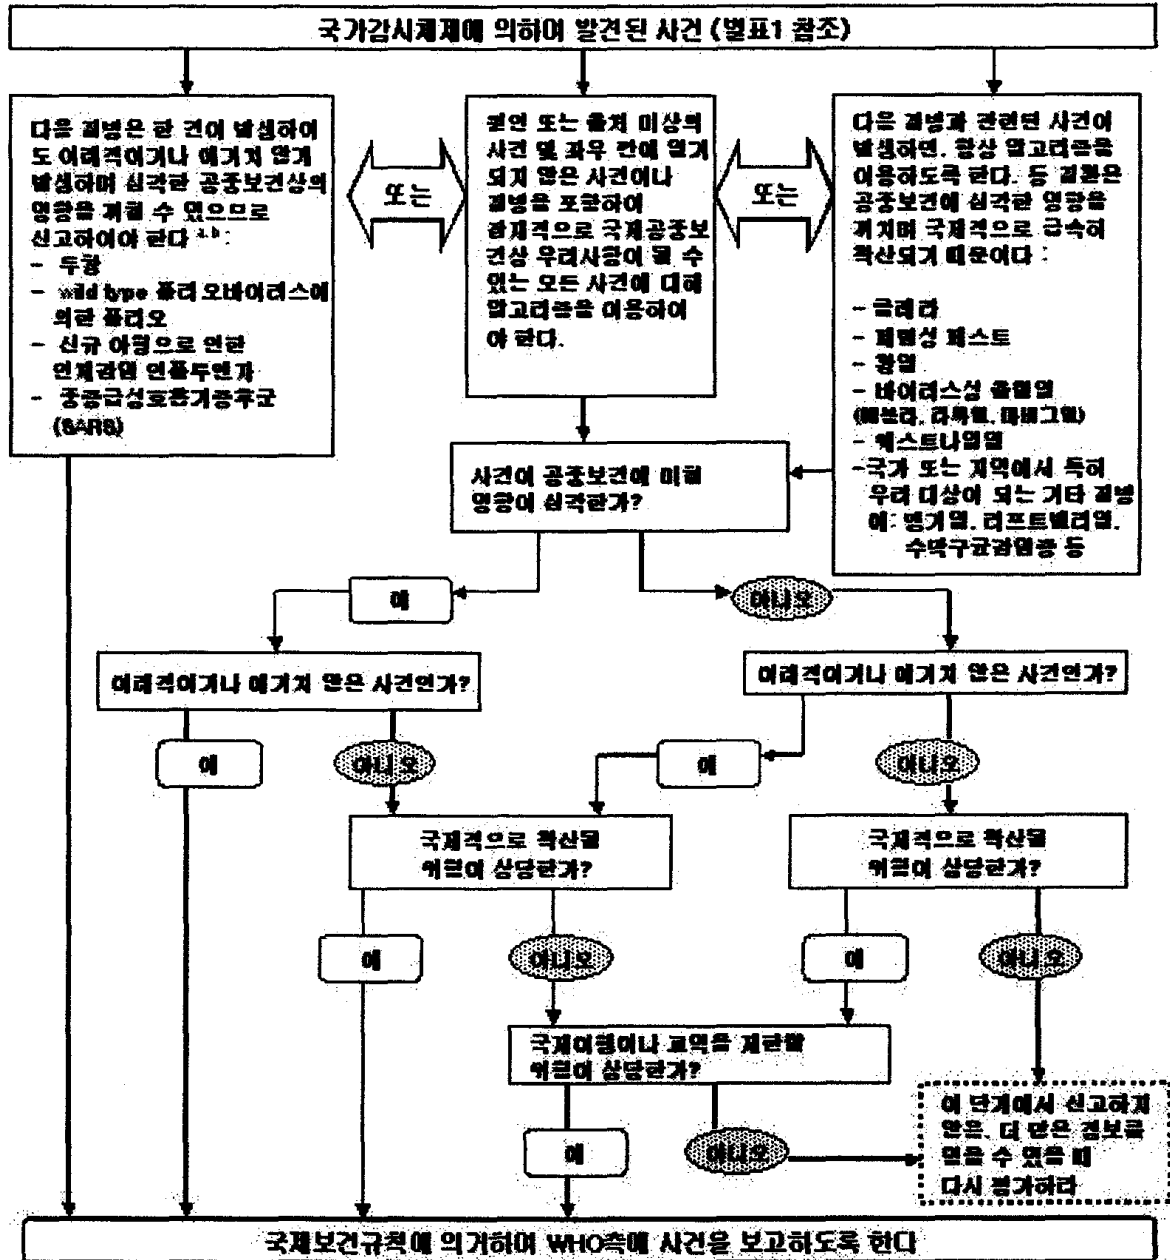 국가감시체제에 의하여 발견된 사건 (별표1 참조)
다음 질병은 한 건이 발생하여
도 이례적이거나 예기치 않게
발생하며 심각한 공중보건상의
영향을 끼칠 수 있으므로
신고하여야 한다 a,b :
- 두창
- wild type 폴리오바이러스에
의한 폴리오
- 신규 아형으로 인한
인체감염 인플루엔자
- 중증급성호흡기증후군
(SARS)
또는
원인 또는 출처 미상의
사건 및 좌우 칸에 열거
되지 않은 사건이나
질병을 포함하여
잠재적으로 국제공중보
건상 우려사항이 될 수
있는 모든 사건에 대해
알고리즘을 이용하여
야 한다.
또는
다음 질병과 관련된 사건이
발생하면, 항상 알고리즘을
이용하도록 한다. 동 질환은
공중보건에 심각한 영향을
끼치며 국제적으로 급속히
확산되기 때문이다 :
- 콜레라
- 폐렴성 페스트
- 황열
- 바이러스성 출혈열
(에볼라, 라싸열, 마버그열)
- 웨스트나일열
- 국가 또는 지역에서 특히
우려 대상이 되는 기타 질병
예: 뎅기열, 리프트밸리열,
수막구균감염증 등
사건이 공중보건에 미칠
영향이 심각한가?
예
아니오
이례적이거나 예기치 않은 사건인가?
이례적이거나 예기치 않은 사건인가?
예
아니오
예
아니오
국제적으로 확산될
위험이 상당한가?
국제적으로 확산될
위험이 상당한가?
예
아니오
예
아니오
국제여행이나 교역을 제한할
위험이 상당한가?
이 단계에서 신고하지
않음. 더 많은 정보를
얻을 수 있을 때
다시 평가하라
예
아니오
국제보건규칙에 의거하여 WHO측에 사건을 보고하도록 한다